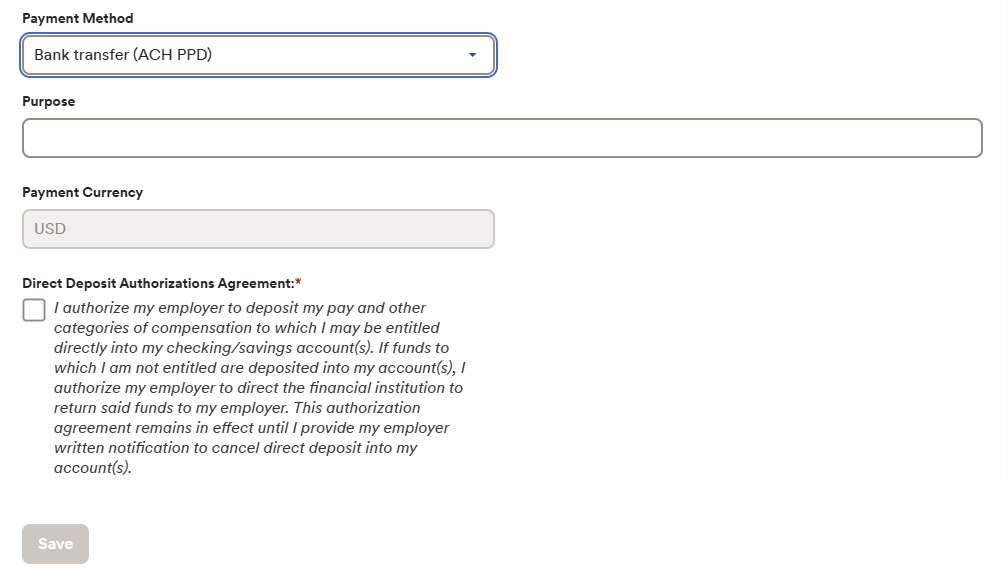 Payment Method
Bank transfer (ACH PPD)
Purpose
Payment Currency
USD
Direct Deposit Authorizations Agreement:*
I authorize my employer to deposit my pay and other
categories of compensation to which I may be entitled
directly into my checking/savings account(s). If funds to
which I am not entitled are deposited into my account(s), I
authorize my employer to direct the financial institution to
return said funds to my employer. This authorization
agreement remains in effect until I provide my employer
written notification to cancel direct deposit into my
account(s).
Save